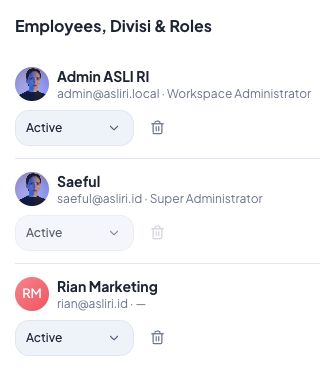 Employees, Divisi & Roles
Admin ASLI RI
admin@asliri.local · Workspace Administrator
Active
Saeful
saeful@asliri.id · Super Administrator
Active
RM
Rian Marketing
rian@asliri.id · —
Active